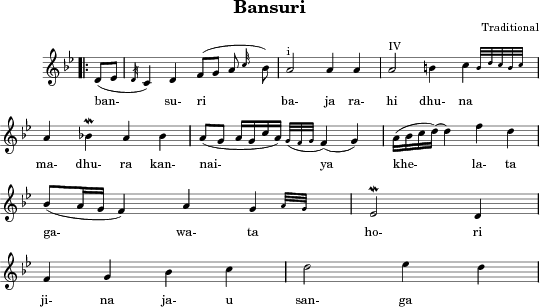 Bansuri
Traditional
i IV
ban- su- ri ba- ja ra- hi dhu- na
ma- dhu- ra kan- nai- ya khe- la- ta
ga- wa- ta ho- ri
ji- na ja- u san- ga